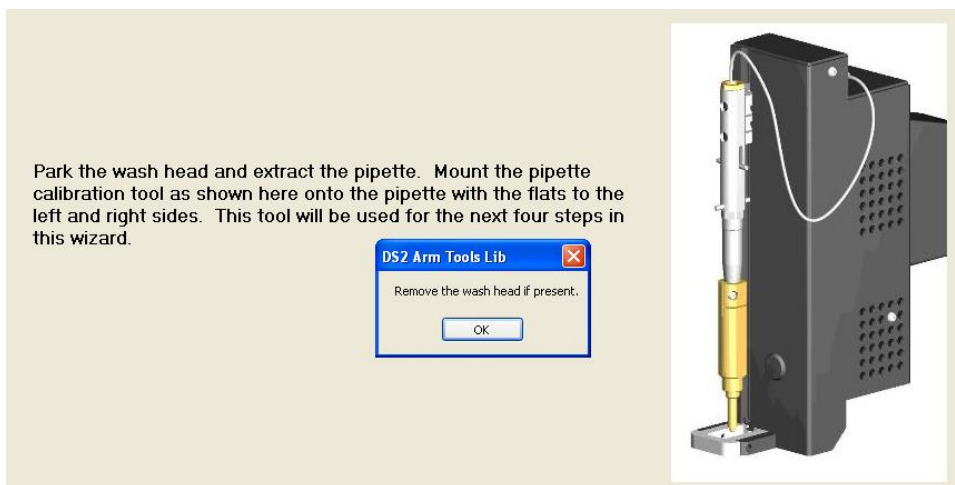 Park the wash head and extract the pipette.  Mount the pipette
calibration tool as shown here onto the pipette with the flats to the
left and right sides.  This tool will be used for the next four steps in
this wizard.
DS2 Arm Tools Lib
Remove the wash head if present.
OK